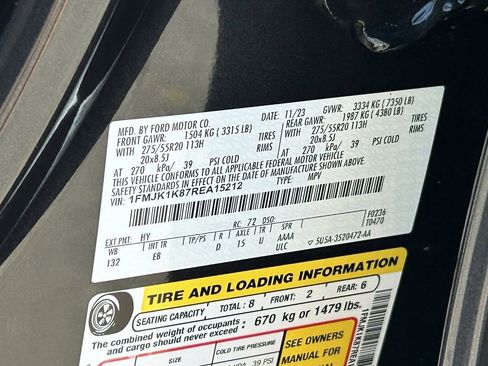 MFD. BY FORD MOTOR CO.
DATE: 11/23 GVWR: 3334 KG (7350 LB)
FRONT GAWR: 1504 KG (3315 LB) REAR GAWR: 1987 KG (4380 LB)
WITH 275/55R20 113H TIRES WITH 275/55R20 113H TIRES
20x8.5J RIMS 20x8.5J RIMS
AT 270 kPa/ 39 PSI COLD AT 270 kPa/ 39 PSI COLD
THIS VEHICLE CONFORMS TO ALL APPLICABLE FEDERAL MOTOR VEHICLE
SAFETY STANDARDS IN EFFECT ON THE DATE OF MANUFACTURE SHOWN ABOVE.
VIN: 1FMJK1K87REA15212 TYPE: MPV
EXT PNT: HY RC: 72 DSO: F0236
WB INT TR TP/PS R AXLE TR SPR T0470
132 EB D 15 U AAAA
ULC 5U5A-3520472-AA
TIRE AND LOADING INFORMATION
SEATING CAPACITY TOTAL: 8 FRONT: 2 REAR: 6
The combined weight of occupants and cargo should never exceed: 670 kg or 1479 lbs.
SIZE COLD TIRE PRESSURE
39 PSI
SEE OWNERS
MANUAL FOR